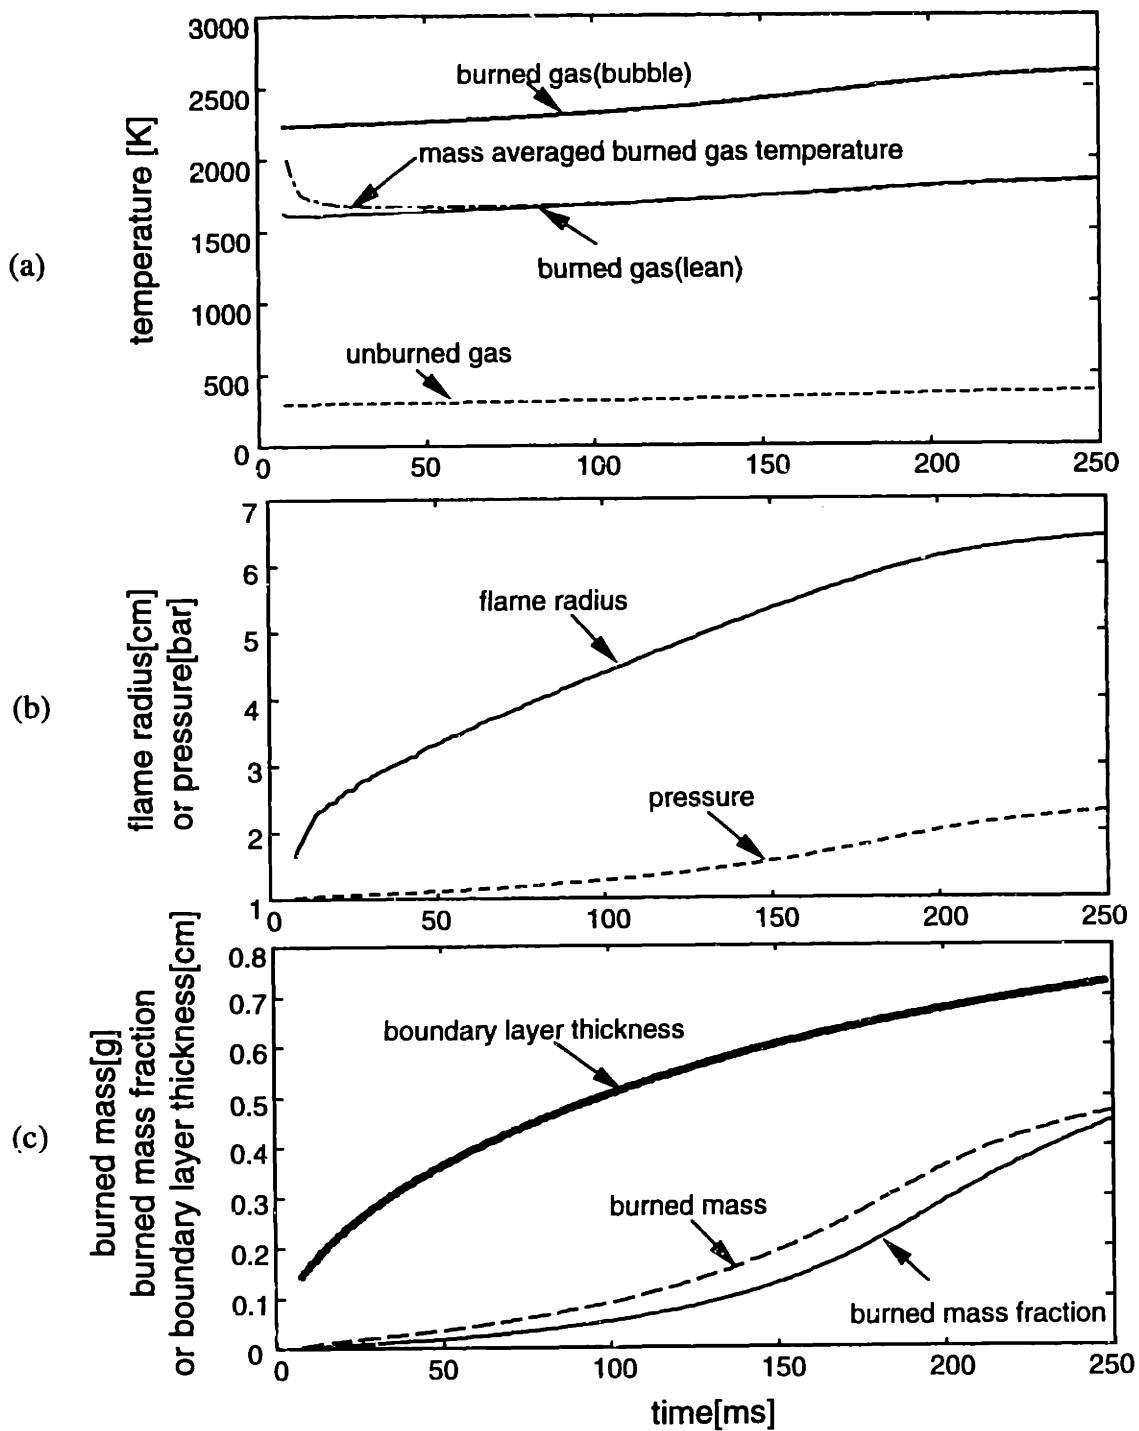 (a)
temperature [K]
3000
2500
2000
1500
1000
500
0
burned gas(bubble)
mass averaged burned gas temperature
burned gas(lean)
unburned gas
0 50 100 150 200 250
(b)
flame radius[cm]
or pressure[bar]
7
6
5
4
3
2
1
flame radius
pressure
0 50 100 150 200 250
(c)
burned mass[g]
burned mass fraction
or boundary layer thickness[cm]
0.8
0.7
0.6
0.5
0.4
0.3
0.2
0.1
0
boundary layer thickness
burned mass
burned mass fraction
0 50 100 150 200 250
time[ms]